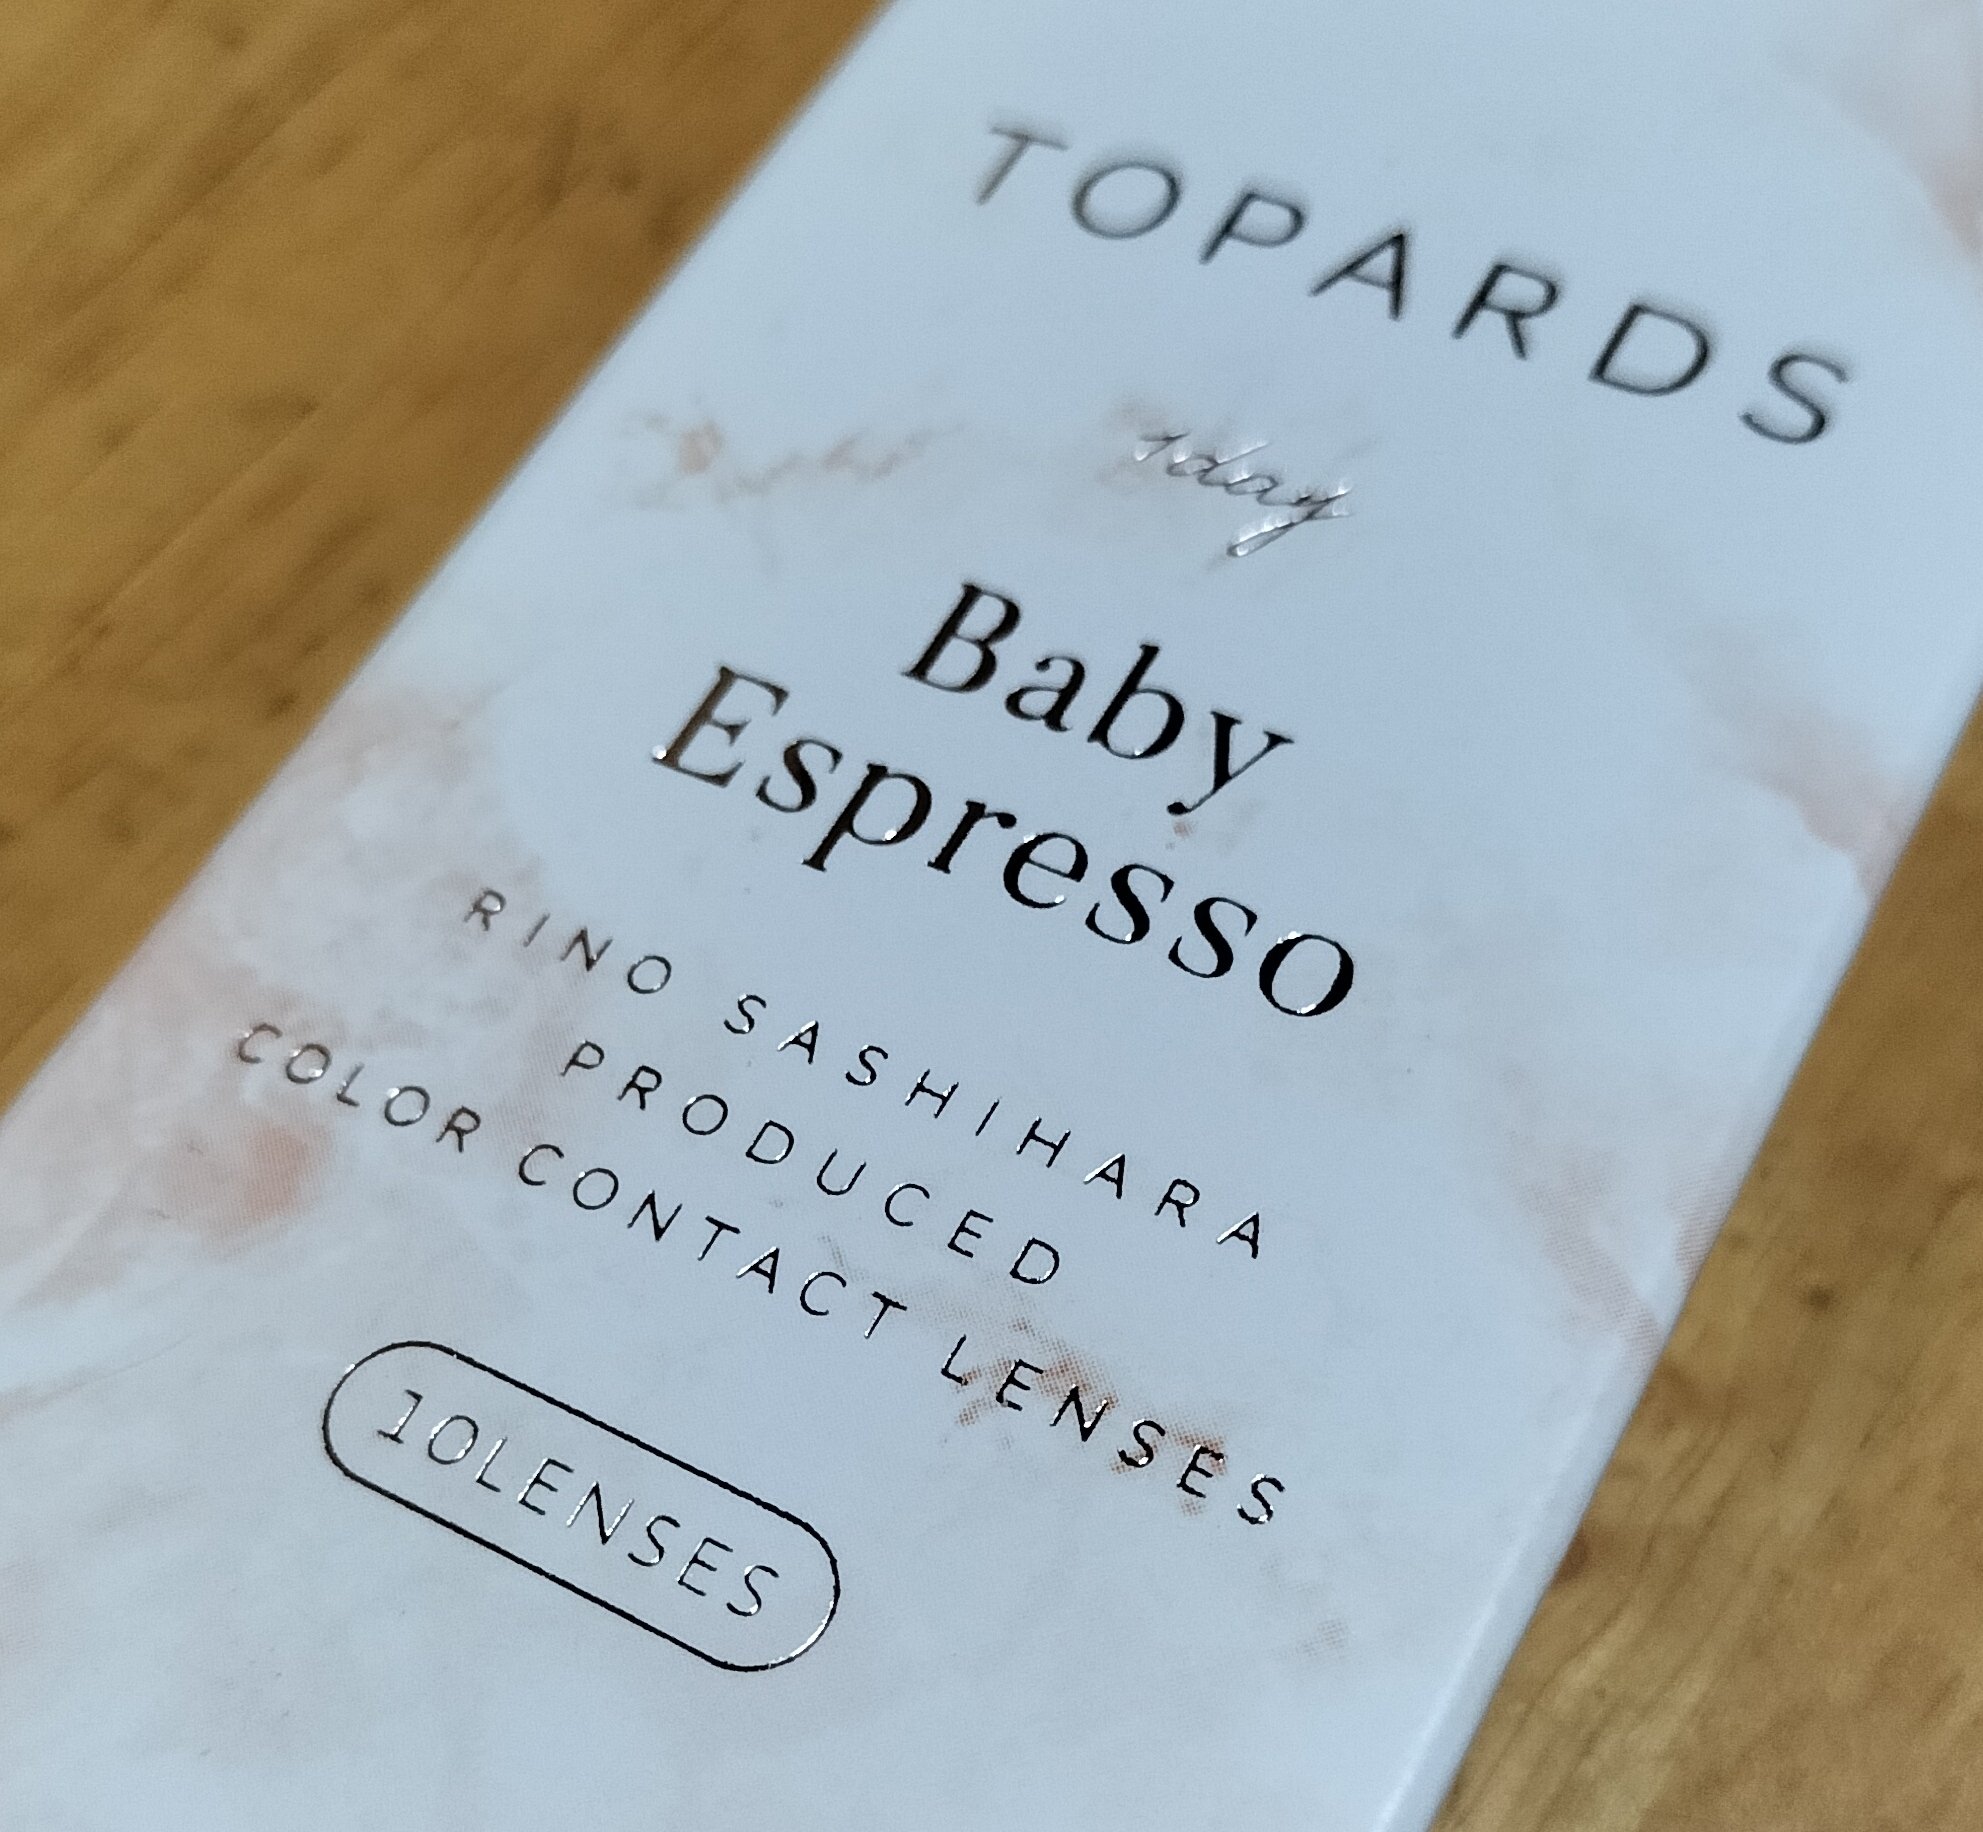 TOPARDS
1day
Baby
Espresso
RINO SASHIHARA
PRODUCED
COLOR CONTACT LENSES
10LENSES